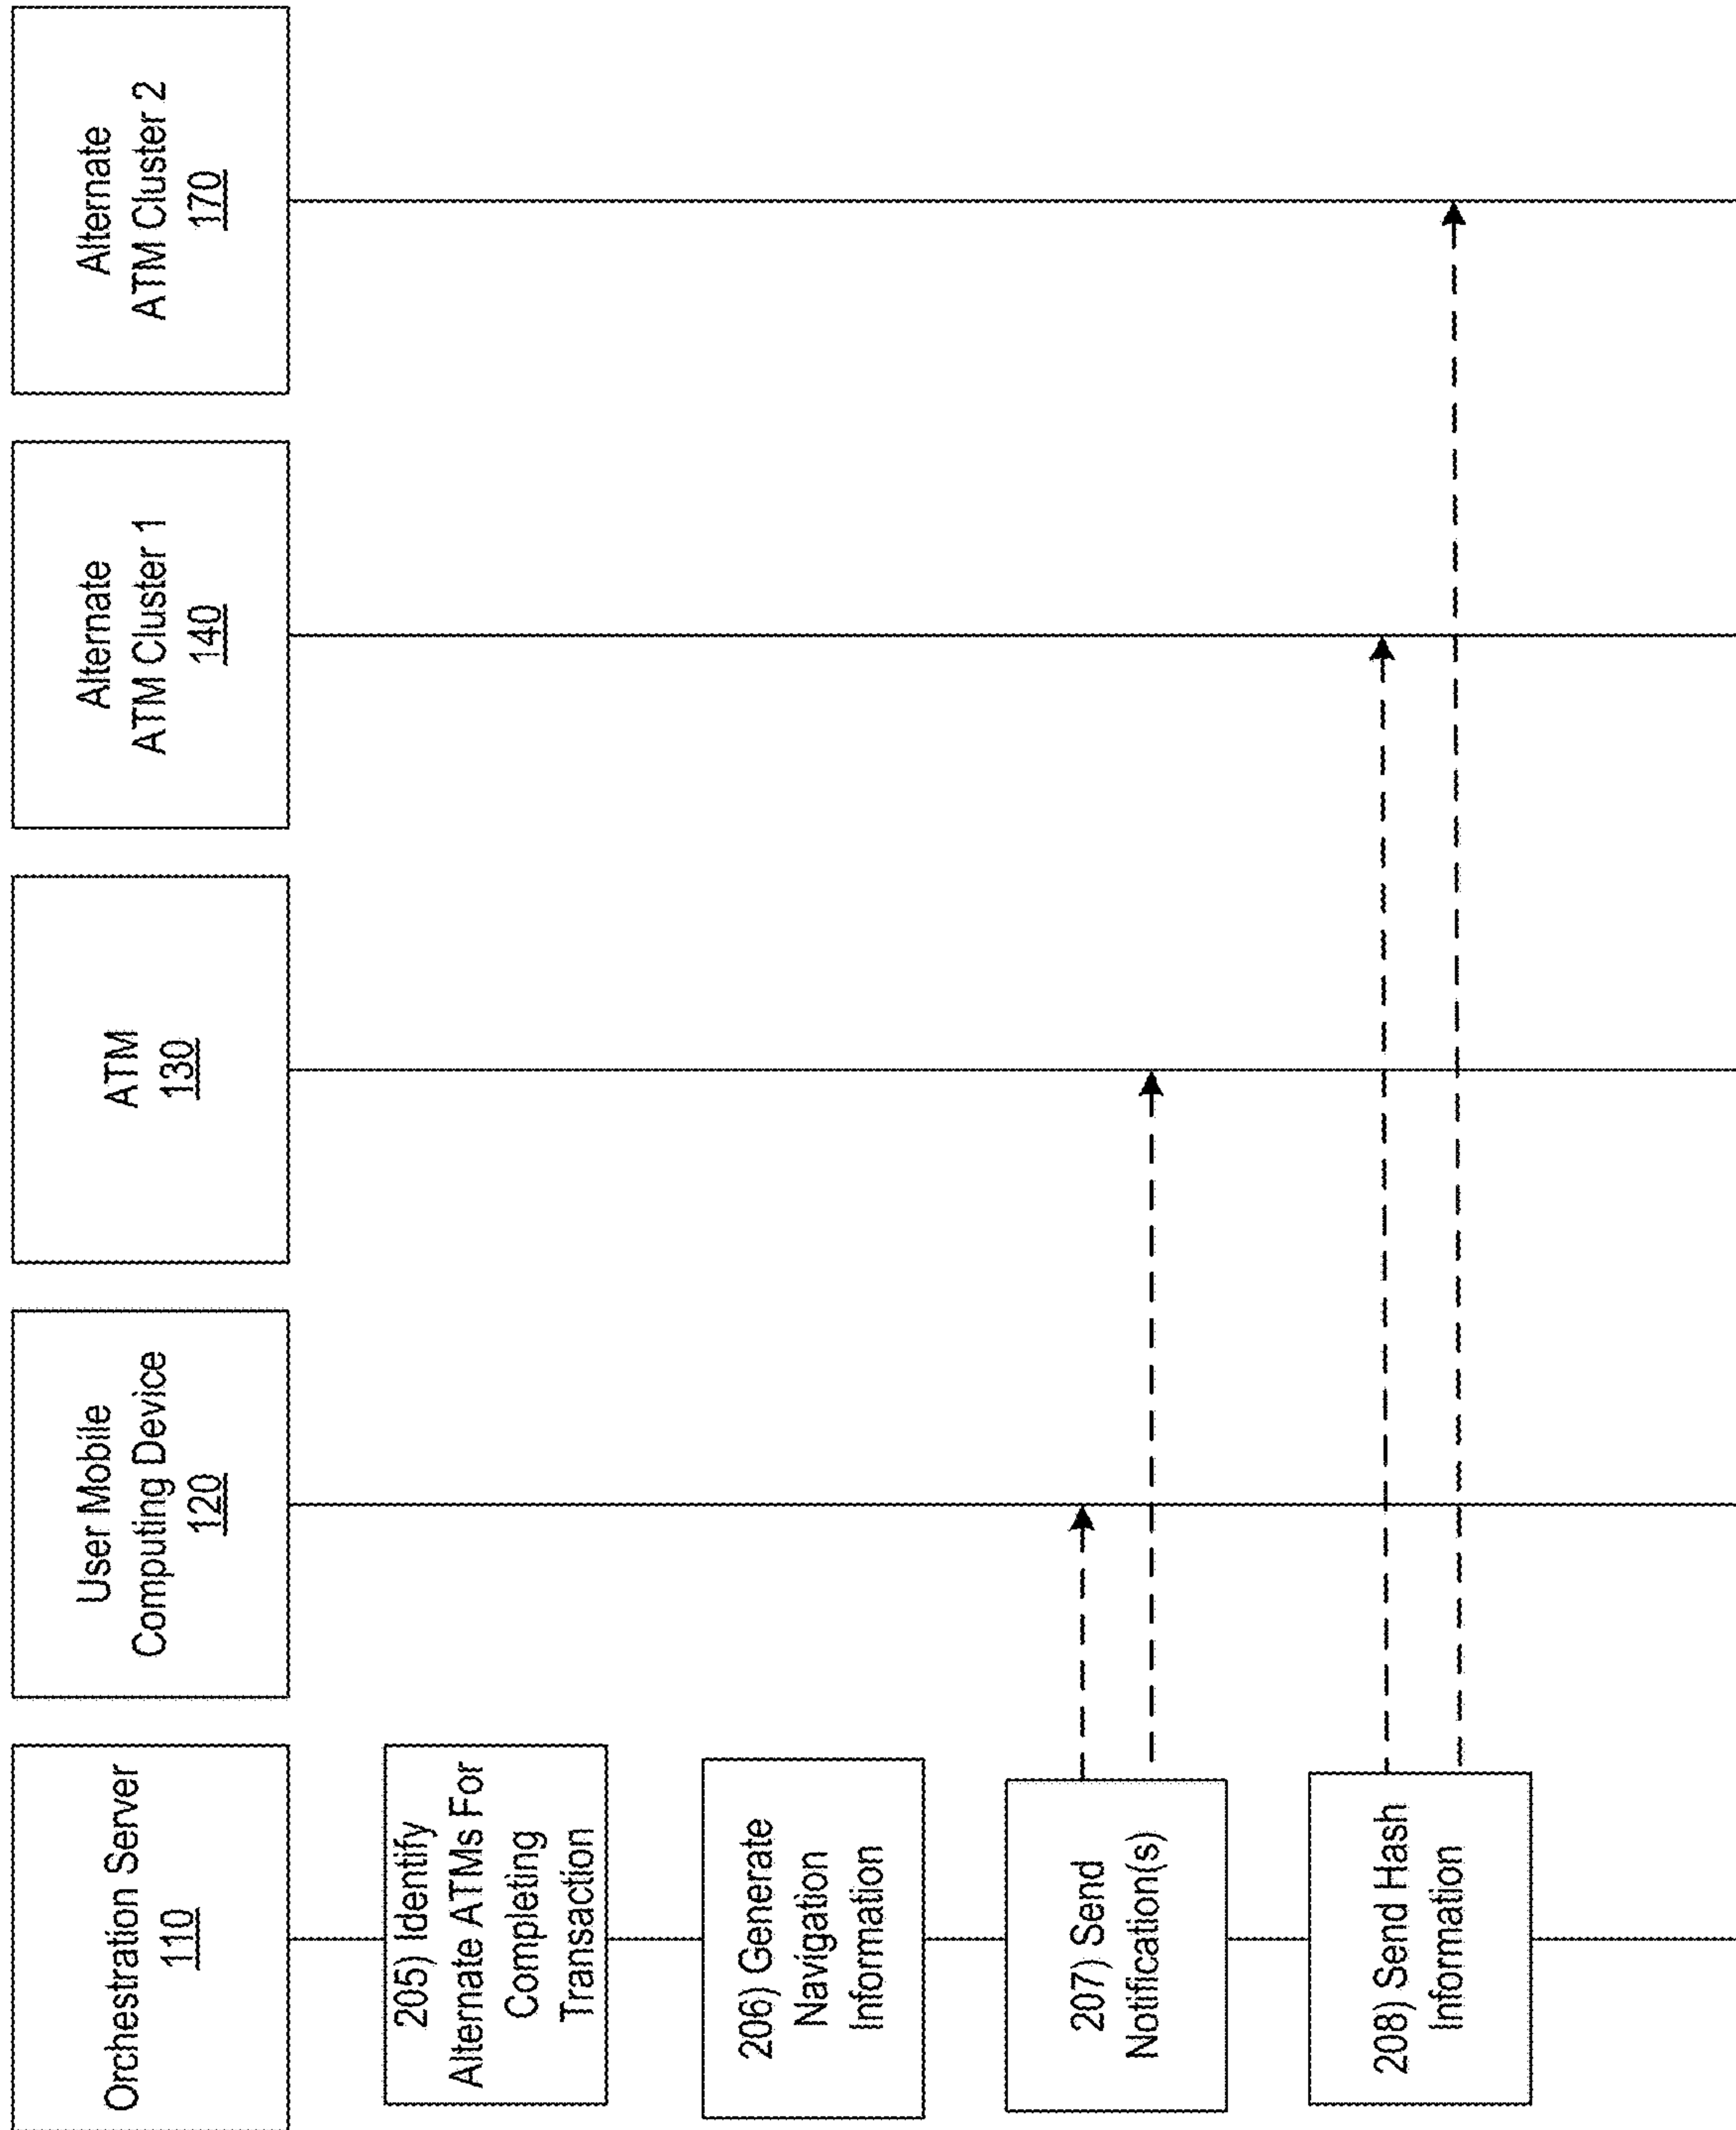 Orchestration Server
110
User Mobile
Computing Device
120
ATM
130
Alternate
ATM Cluster 1
140
Alternate
ATM Cluster 2
170
205) Identify
Alternate ATMs For
Completing
Transaction
206) Generate
Navigation
Information
207) Send
Notification(s)
208) Send Hash
Information